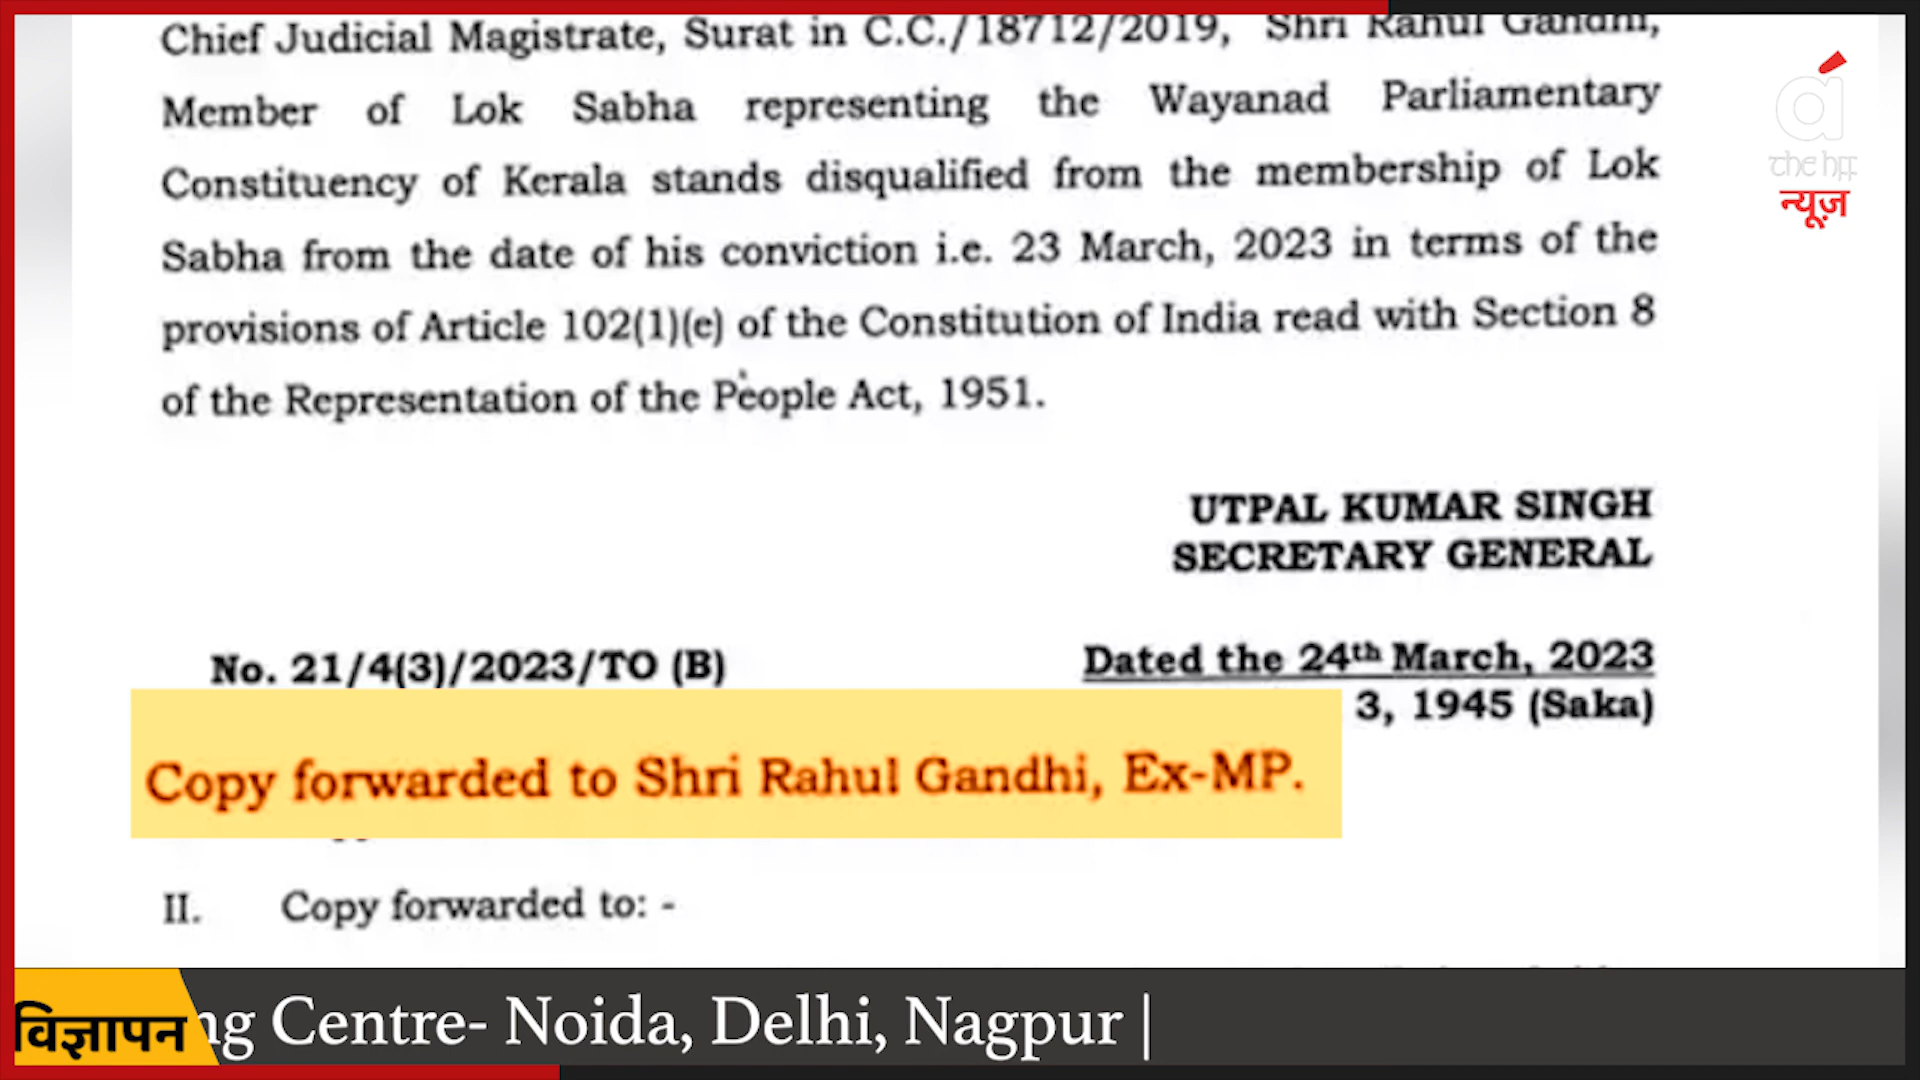 Chief Judicial Magistrate, Surat in C.C./18712/2019, Shri Rahul Gandhi,
Member of Lok Sabha representing the Wayanad Parliamentary
Constituency of Kerala stands disqualified from the membership of Lok
Sabha from the date of his conviction i.e. 23 March, 2023 in terms of the
provisions of Article 102(1)(e) of the Constitution of India read with Section 8
of the Representation of the People Act, 1951.
UTPAL KUMAR SINGH
SECRETARY GENERAL
No. 21/4(3)/2023/TO (B)
Dated the 24th March, 2023
3, 1945 (Saka)
Copy forwarded to Shri Rahul Gandhi, Ex-MP.
II. Copy forwarded to: -
न्यूज़
विज्ञापन
ng Centre- Noida, Delhi, Nagpur |